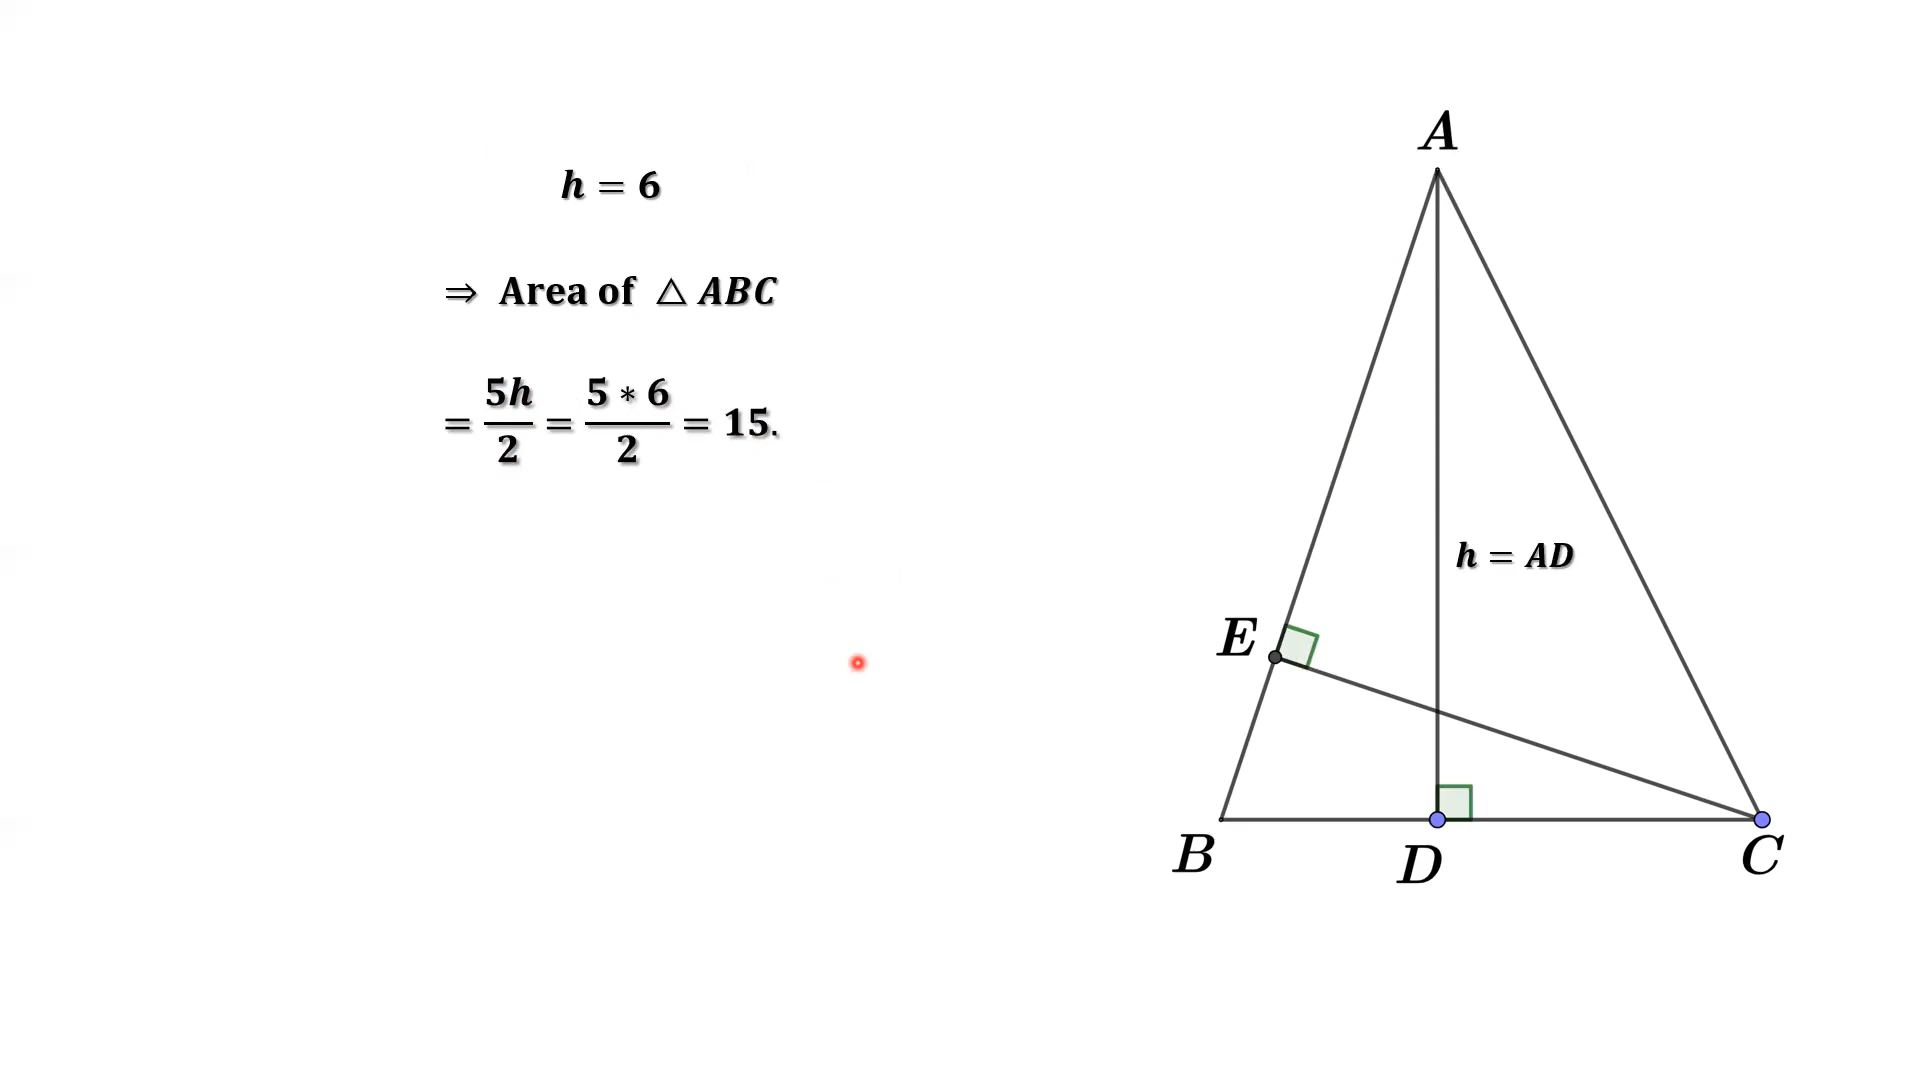 h = 6
⇒ Area of △ ABC
= 5h/2 = 5 * 6/2 = 15.
A
h = AD
E
B
D
C